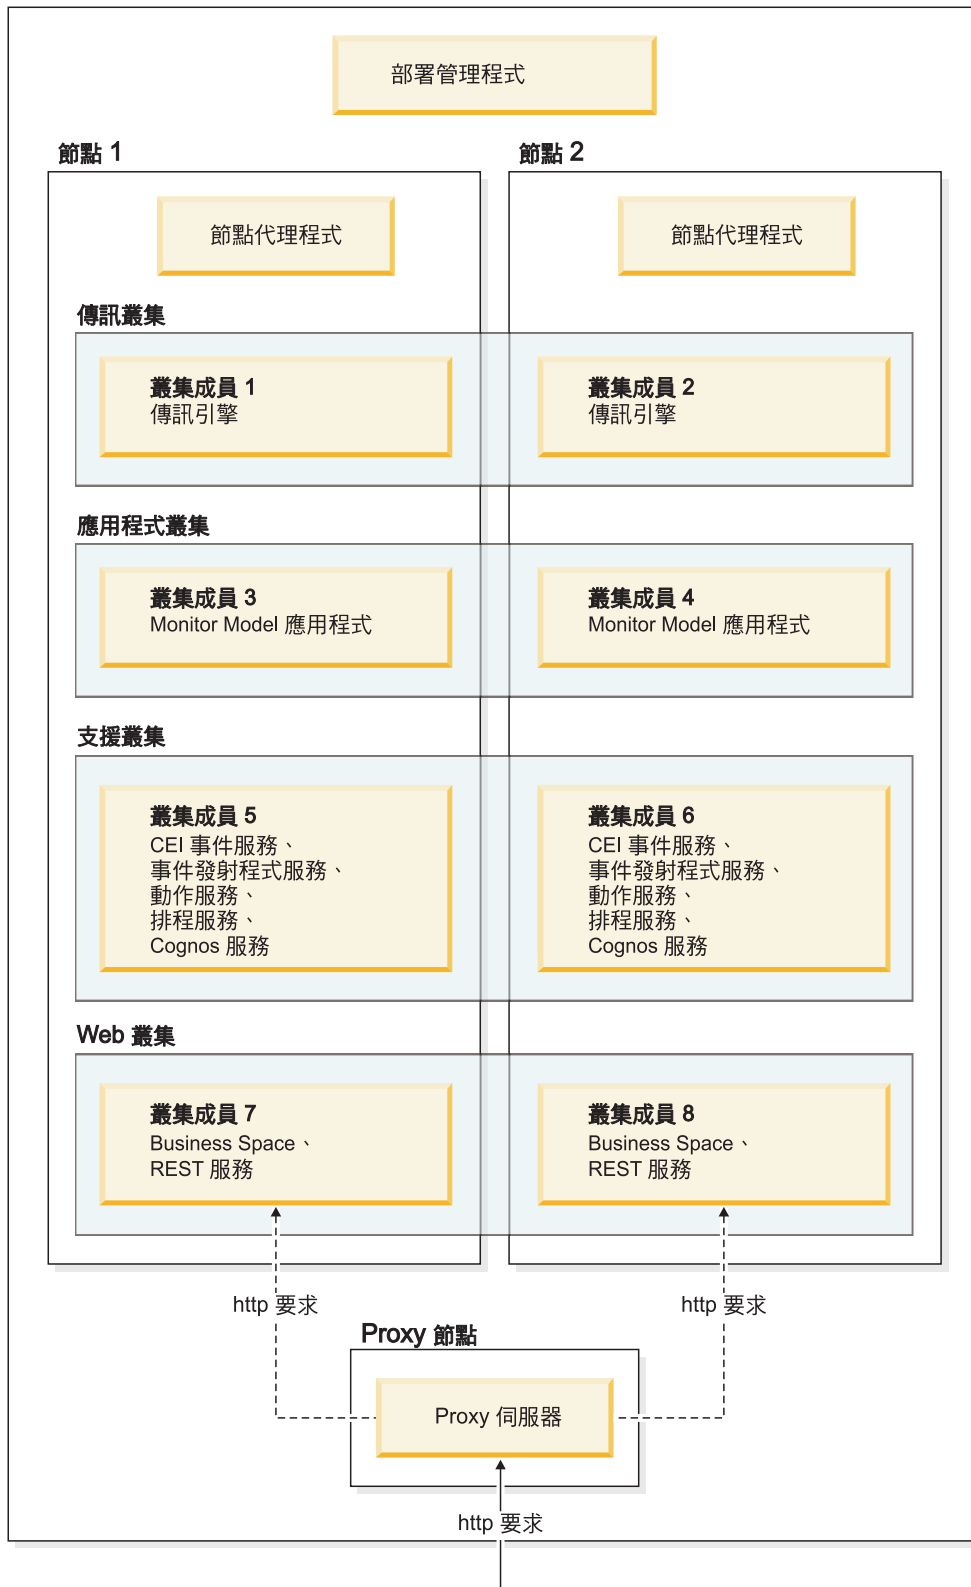 部署管理程式
節點 1
節點 2
節點代理程式
節點代理程式
傳訊叢集
叢集成員 1
傳訊引擎
叢集成員 2
傳訊引擎
應用程式叢集
叢集成員 3
Monitor Model 應用程式
叢集成員 4
Monitor Model 應用程式
支援叢集
叢集成員 5
CEI 事件服務、
事件發射程式服務、
動作服務、
排程服務、
Cognos 服務
叢集成員 6
CEI 事件服務、
事件發射程式服務、
動作服務、
排程服務、
Cognos 服務
Web 叢集
叢集成員 7
Business Space、
REST 服務
叢集成員 8
Business Space、
REST 服務
http 要求
http 要求
Proxy 節點
Proxy 伺服器
http 要求